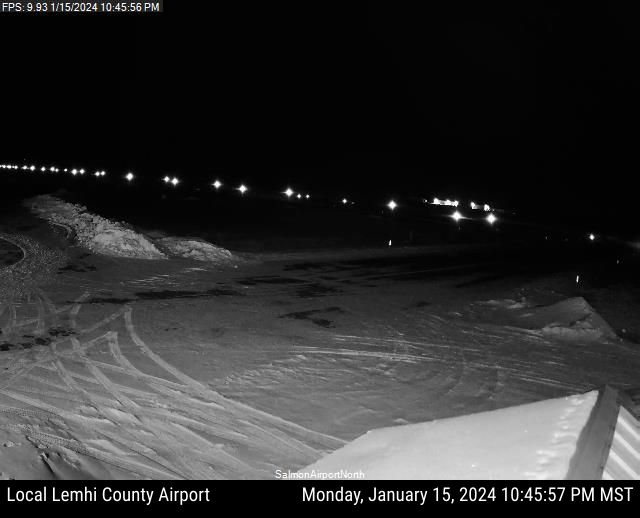 FPS: 9.93 1/15/2024 10:45:56 PM
SalmonAirportNorth
Local Lemhi County Airport
Monday, January 15, 2024 10:45:57 PM MST